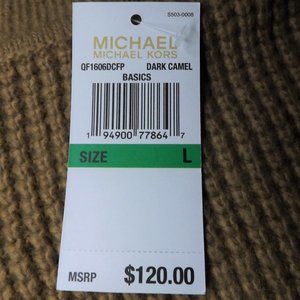 S503-0008
MICHAEL
MICHAEL KORS
QF1606DCFP DARK CAMEL
BASICS
1 94900 77864 7
SIZE L
MSRP $120.00